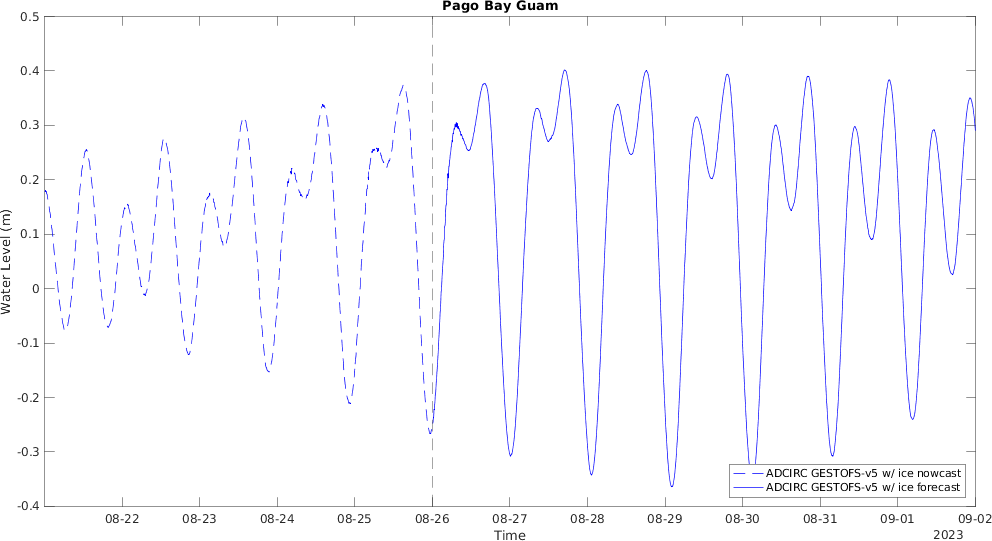 Pago Bay Guam
0.5
0.4
0.3
0.2
0.1
0
-0.1
-0.2
-0.3
-0.4
Water Level (m)
ADCIRC GESTOFS-v5 w/ ice nowcast
ADCIRC GESTOFS-v5 w/ ice forecast
08-22 08-23 08-24 08-25 08-26 08-27 08-28 08-29 08-30 08-31 09-01 09-02
Time
2023